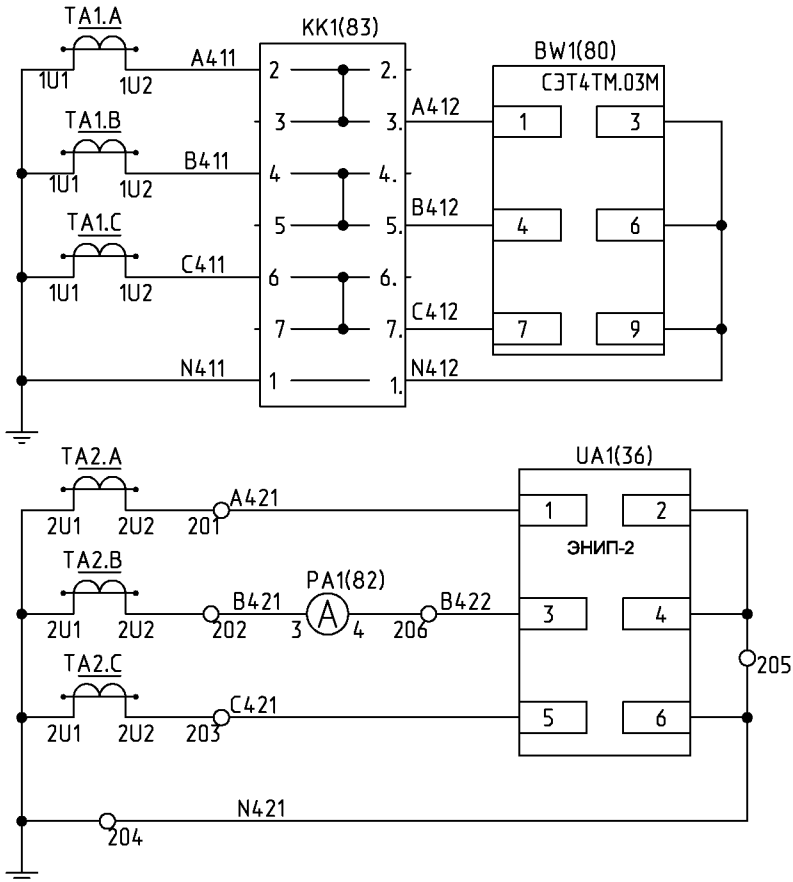 TA1.A
KK1(83)
1U1
1U2
A411
2
2.
BW1(80)
СЭТ4ТМ.03М
3
3.
A412
1
3
TA1.B
1U1
1U2
B411
4
4.
5
5.
B412
4
6
TA1.C
1U1
1U2
C411
6
6.
7
7.
C412
7
9
N411
1
1.
N412
TA2.A
UA1(36)
2U1
2U2
201
A421
1
2
ЭНИП-2
TA2.B
2U1
2U2
202
B421
PA1(82)
3
A
4
206
B422
3
4
205
TA2.C
2U1
2U2
203
C421
5
6
204
N421